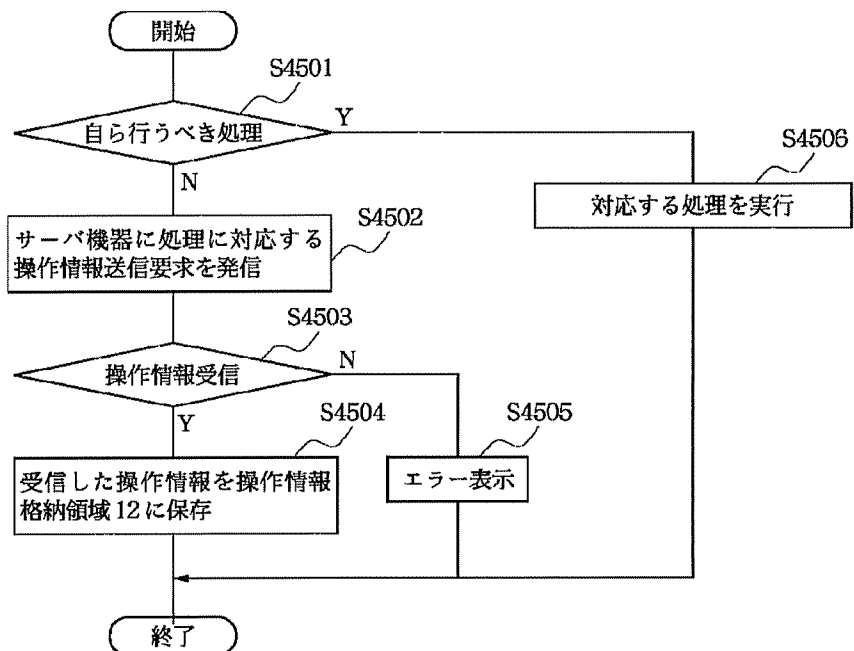 開始
S4501
自ら行うべき処理
Y
N
S4506
対応する処理を実行
S4502
サーバ機器に処理に対応する
操作情報送信要求を発信
S4503
操作情報受信
N
Y
S4504
受信した操作情報を操作情報
格納領域12に保存
S4505
エラー表示
終了